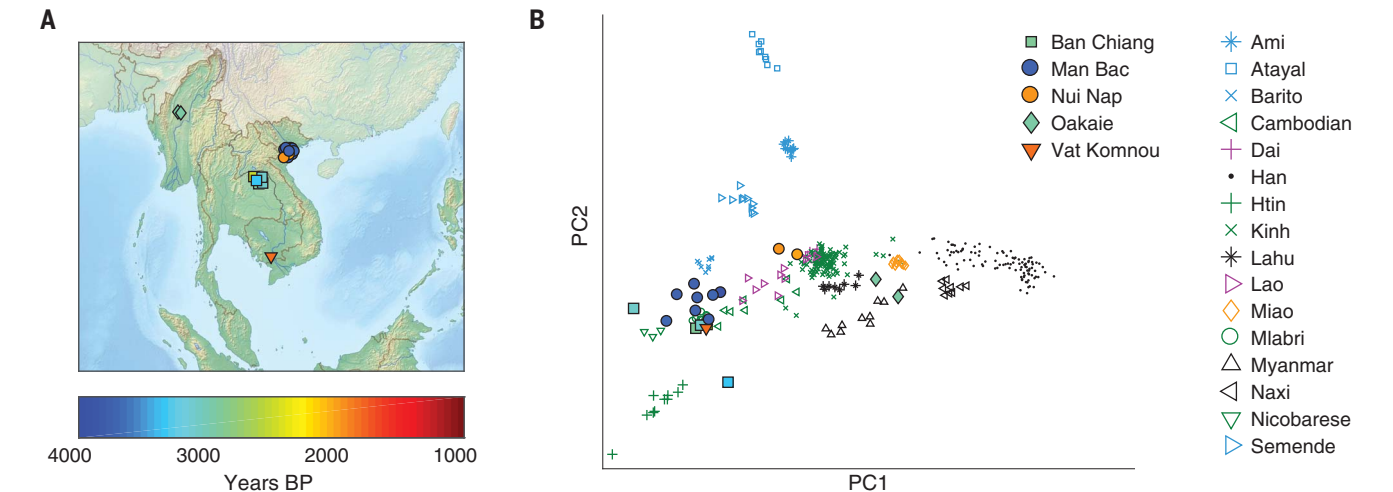 A
4000 3000 2000 1000
Years BP
B
PC2
PC1
Ban Chiang
Man Bac
Nui Nap
Oakaie
Vat Komnou
Ami
Atayal
Barito
Cambodian
Dai
Han
Htin
Kinh
Lahu
Lao
Miao
Mlabri
Myanmar
Naxi
Nicobarese
Semende